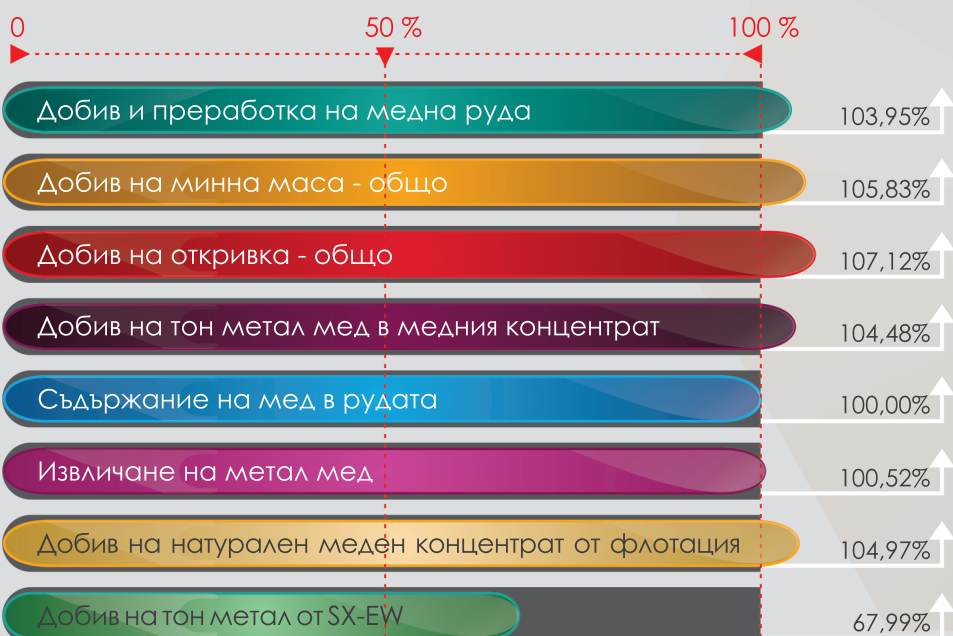 0 50 % 100 %
Добив и преработка на медна руда 103,95%
Добив на минна маса - общо 105,83%
Добив на откривка - общо 107,12%
Добив на тон метал мед в медния концентрат 104,48%
Съдържание на мед в рудата 100,00%
Извличане на метал мед 100,52%
Добив на натурален меден концентрат от флотация 104,97%
Добив на тон метал от SX-EW 67,99%